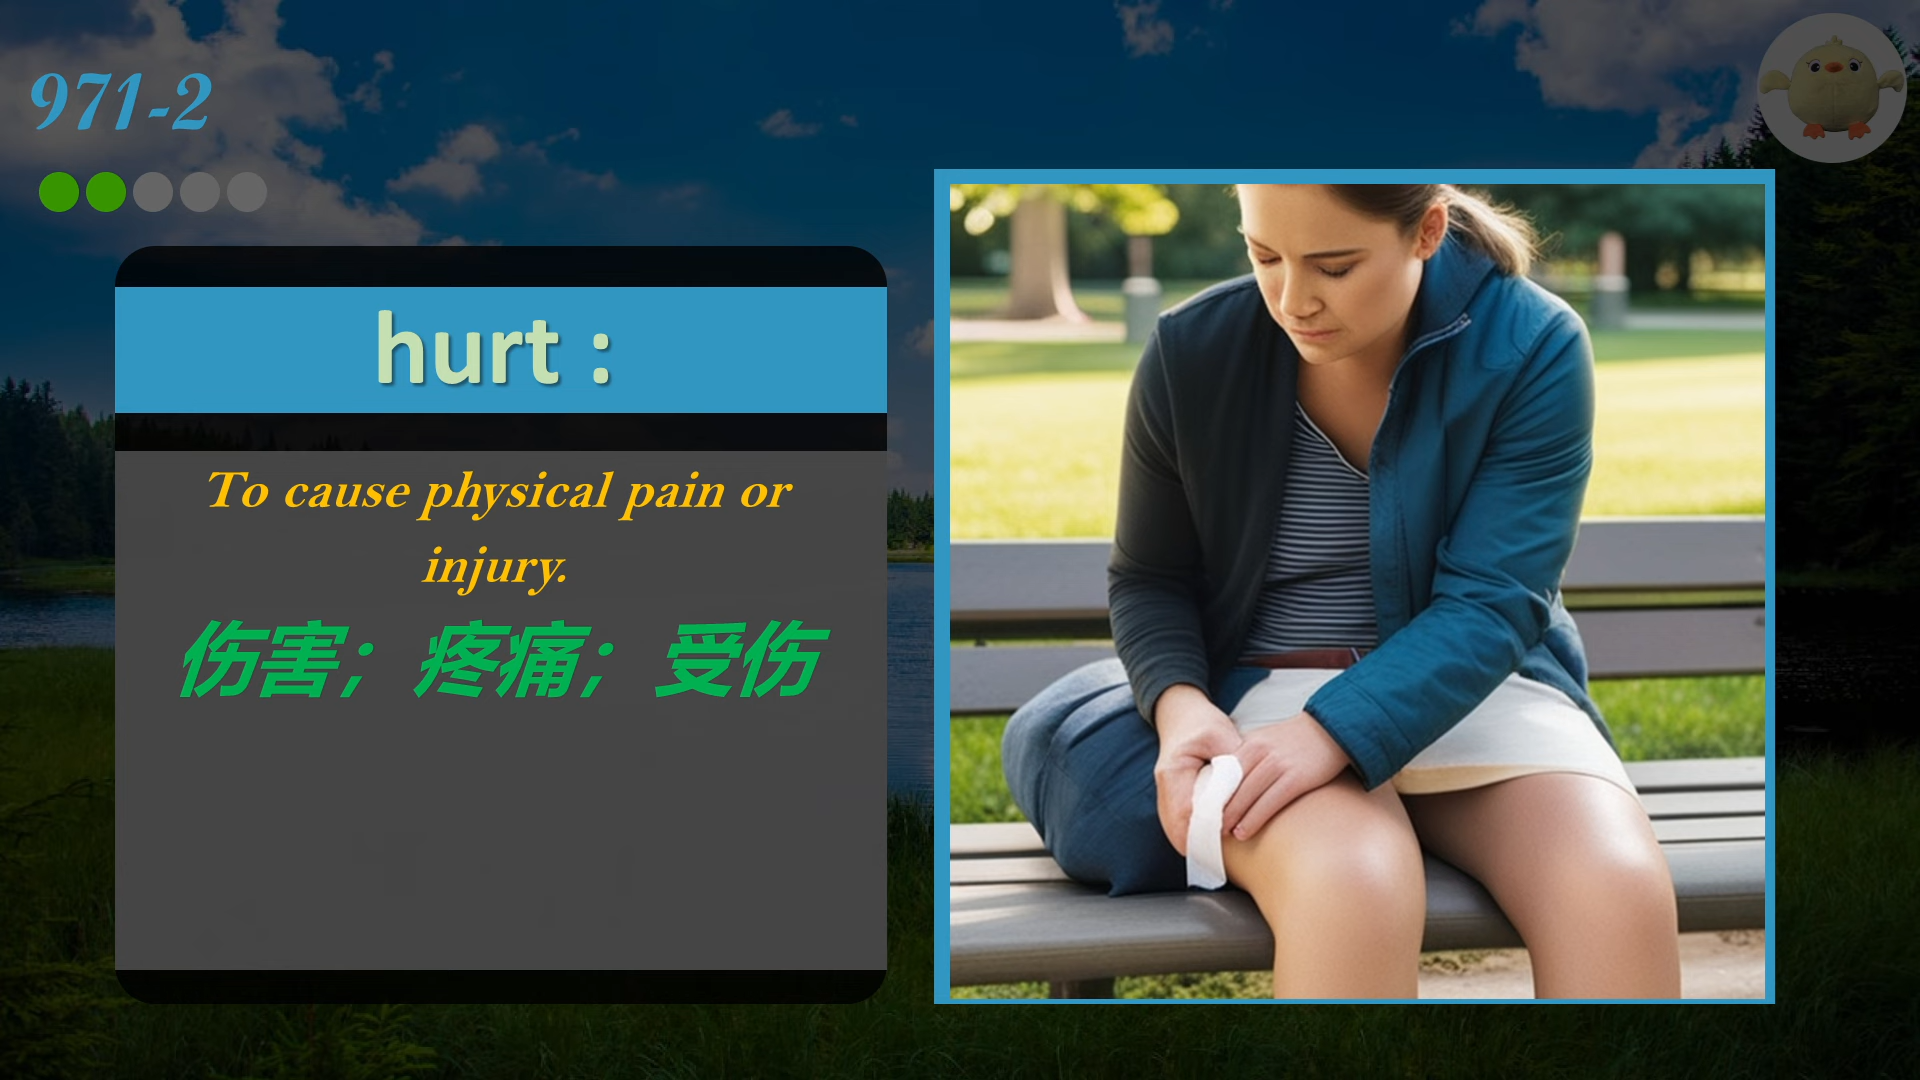 971-2
hurt :
To cause physical pain or
injury.
伤害；疼痛；受伤